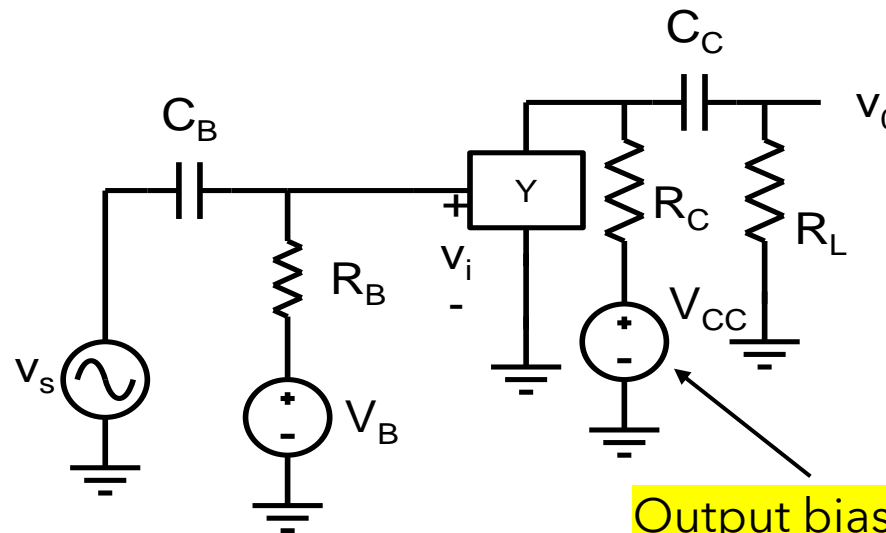 C_C
v_O
C_B
Y
+
R_C
R_L
v_i
-
R_B
V_CC
+
-
v_s
+
-
V_B
Output bias